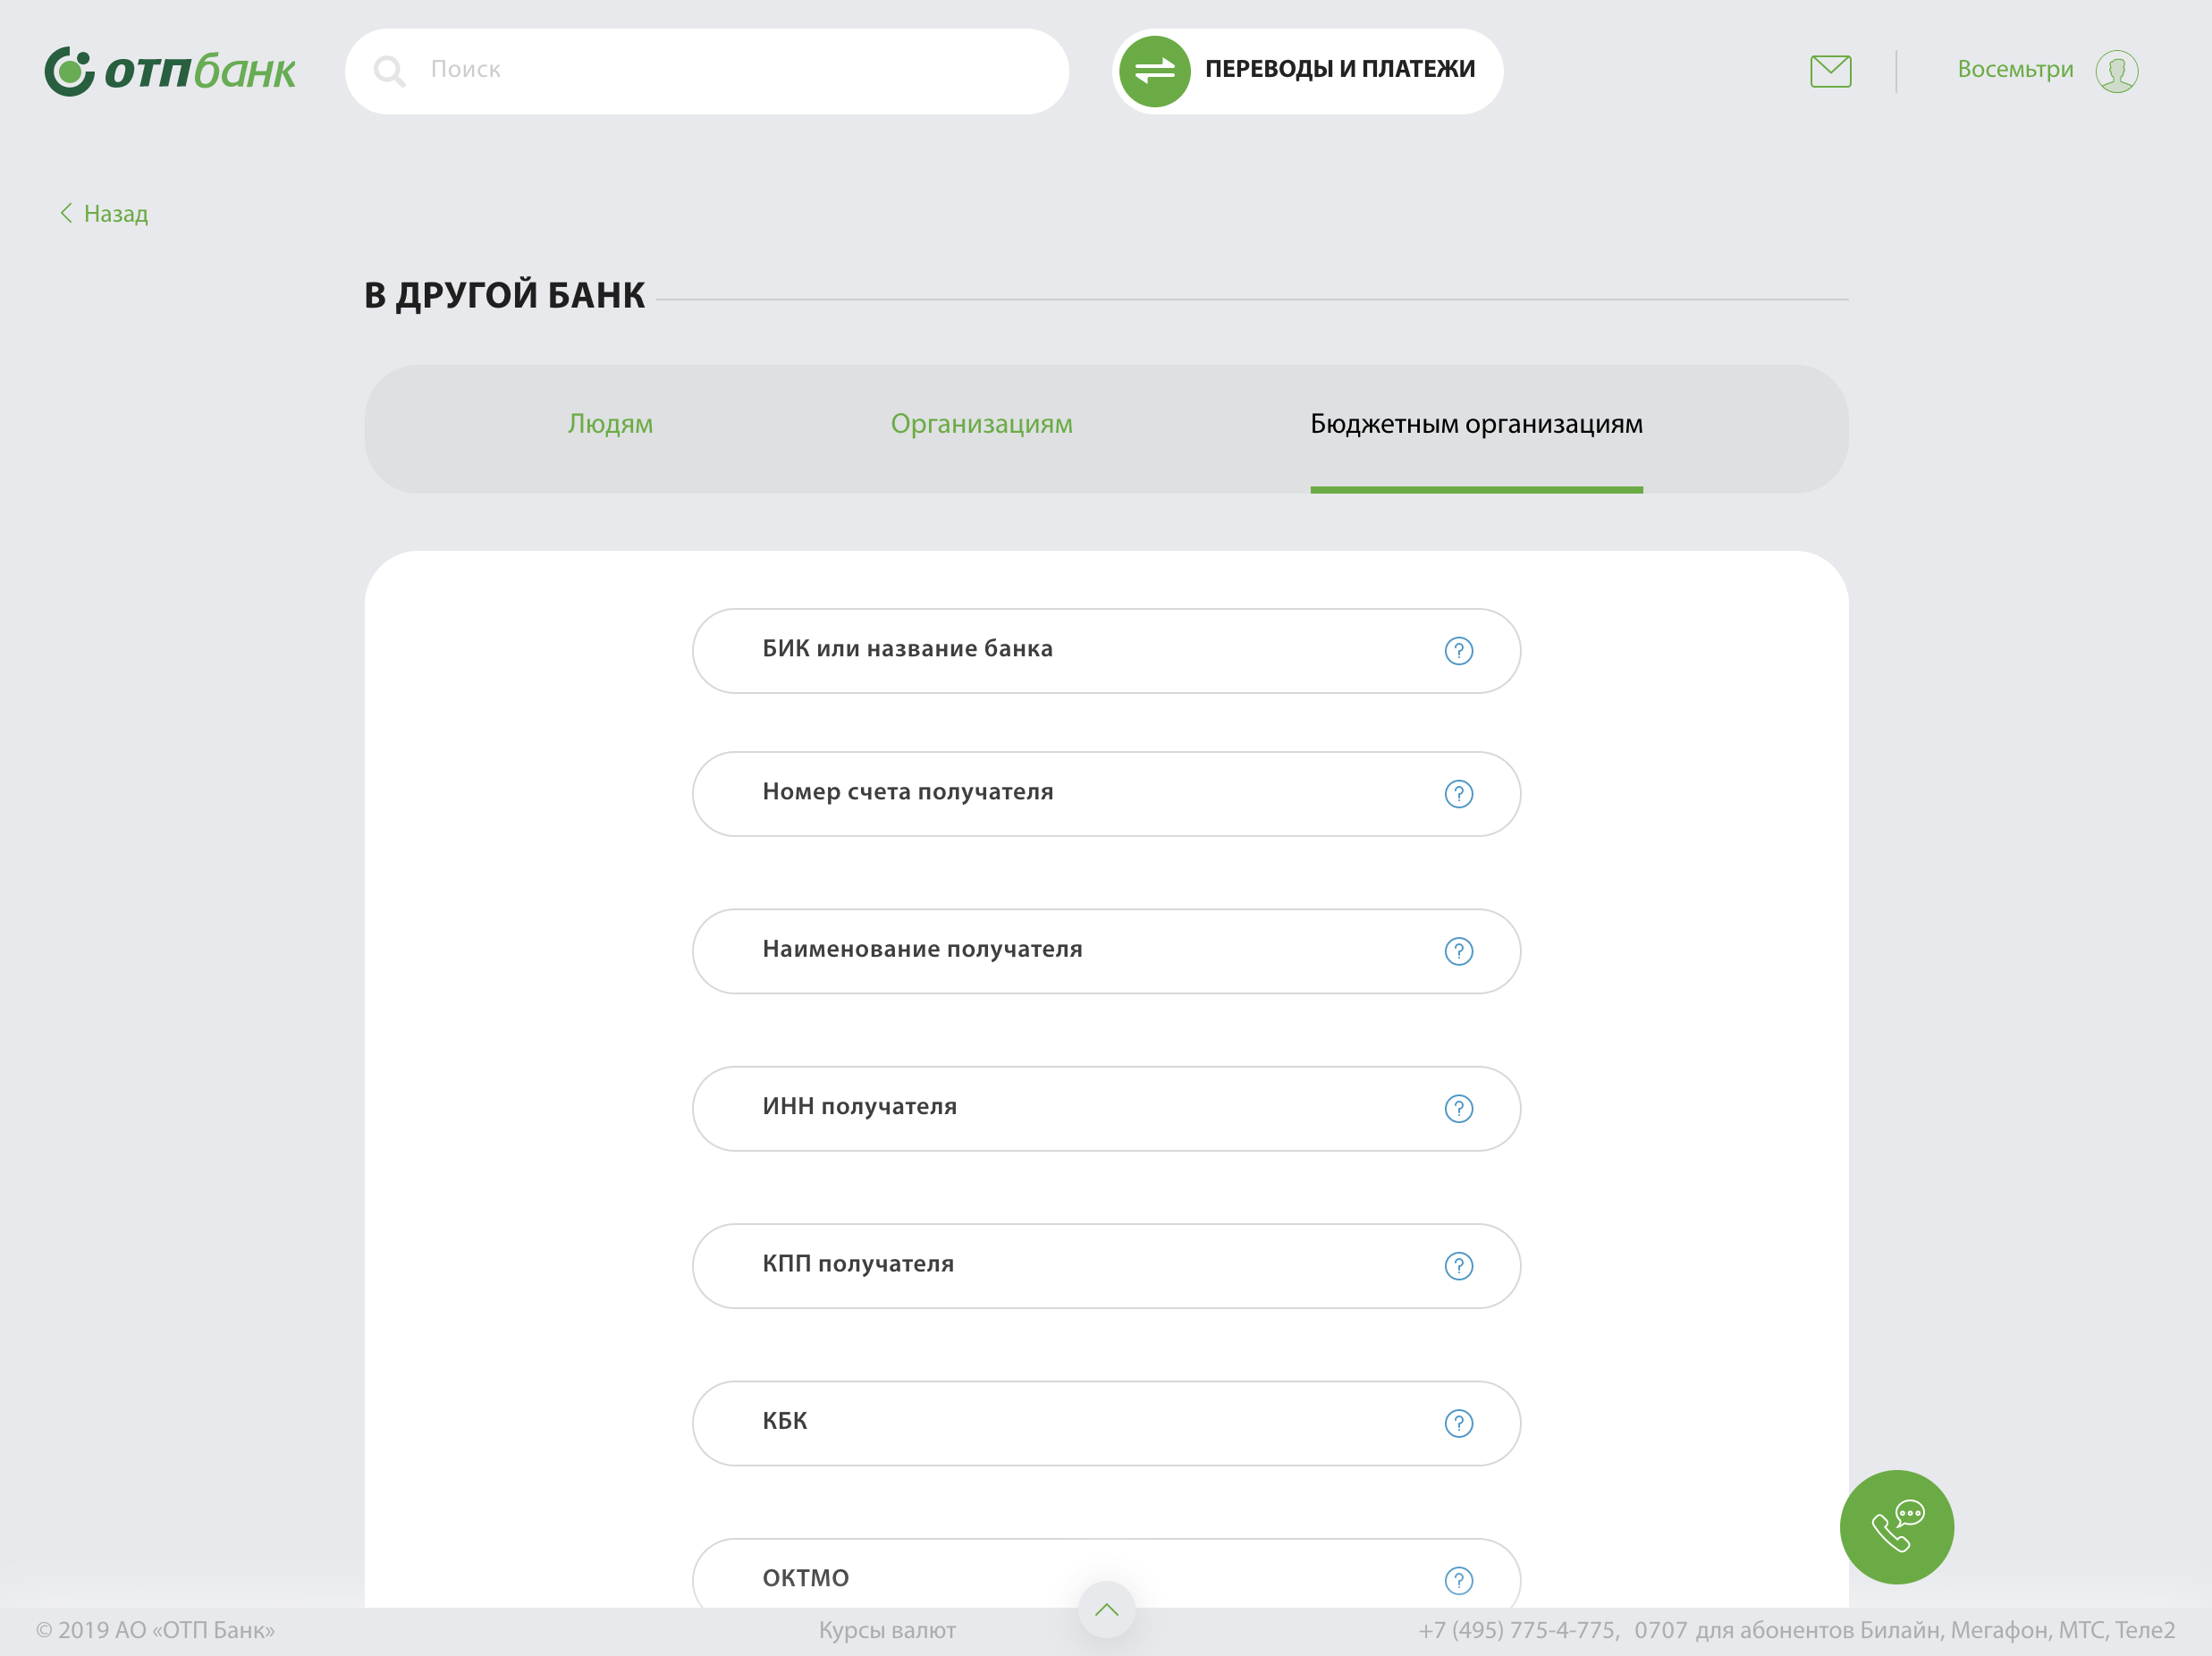 отпбанк
Поиск
ПЕРЕВОДЫ И ПЛАТЕЖИ
Восемьтри
Назад
В ДРУГОЙ БАНК
Людям
Организациям
Бюджетным организациям
БИК или название банка
?
Номер счета получателя
?
Наименование получателя
?
ИНН получателя
?
КПП получателя
?
КБК
?
ОКТМО
?
© 2019 АО «ОТП Банк»
Курсы валют
+7 (495) 775-4-775, 0707 для абонентов Билайн, Мегафон, МТС, Теле2